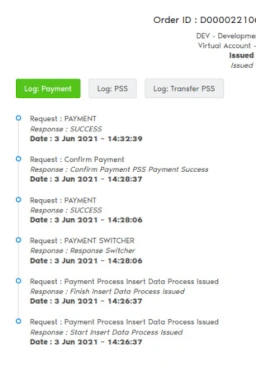 Order ID : D00002210
DEV - Developme
Virtual Account -
Issued
Issued
Log: Payment
Log: PSS
Log: Transfer PSS
Request : PAYMENT
Response : SUCCESS
Date : 3 Jun 2021 - 14:32:39
Request : Confirm Payment
Response : Confirm Payment PSS Payment Success
Date : 3 Jun 2021 - 14:28:37
Request : PAYMENT
Response : SUCCESS
Date : 3 Jun 2021 - 14:28:06
Request : PAYMENT SWITCHER
Response : Response Switcher
Date : 3 Jun 2021 - 14:28:06
Request : Payment Process Insert Data Process Issued
Response : Finish Insert Data Process Issued
Date : 3 Jun 2021 - 14:26:37
Request : Payment Process Insert Data Process Issued
Response : Start Insert Data Process Issued
Date : 3 Jun 2021 - 14:26:37